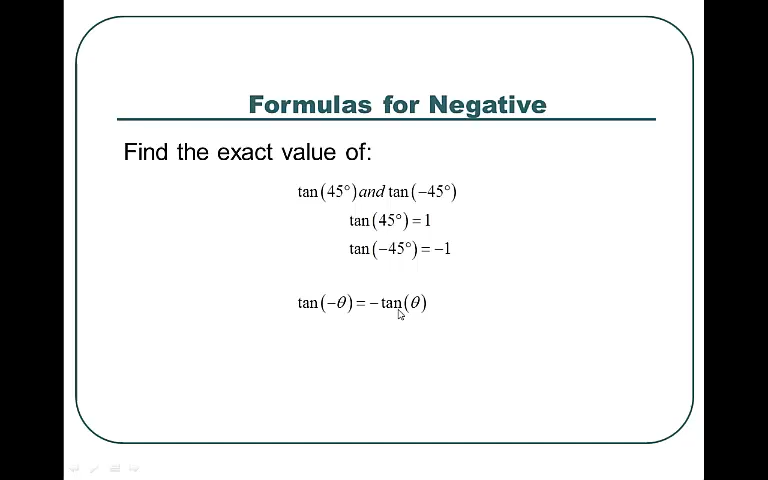 Formulas for Negative
Find the exact value of:
tan(45°) and tan(−45°)
tan(45°) = 1
tan(−45°) = −1
tan(−θ) = −tan(θ)